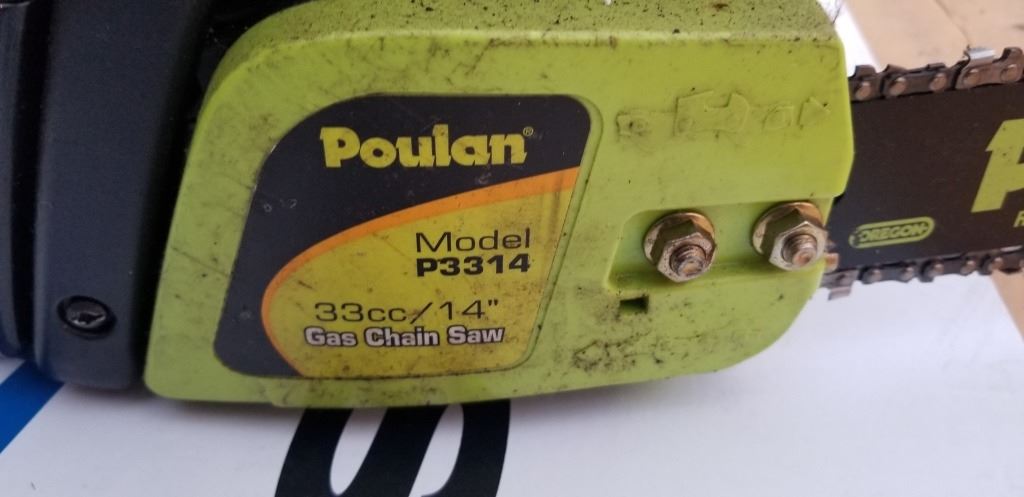 Poulan®
Model
P3314
33cc/14"
Gas Chain Saw
OREGON
P
S